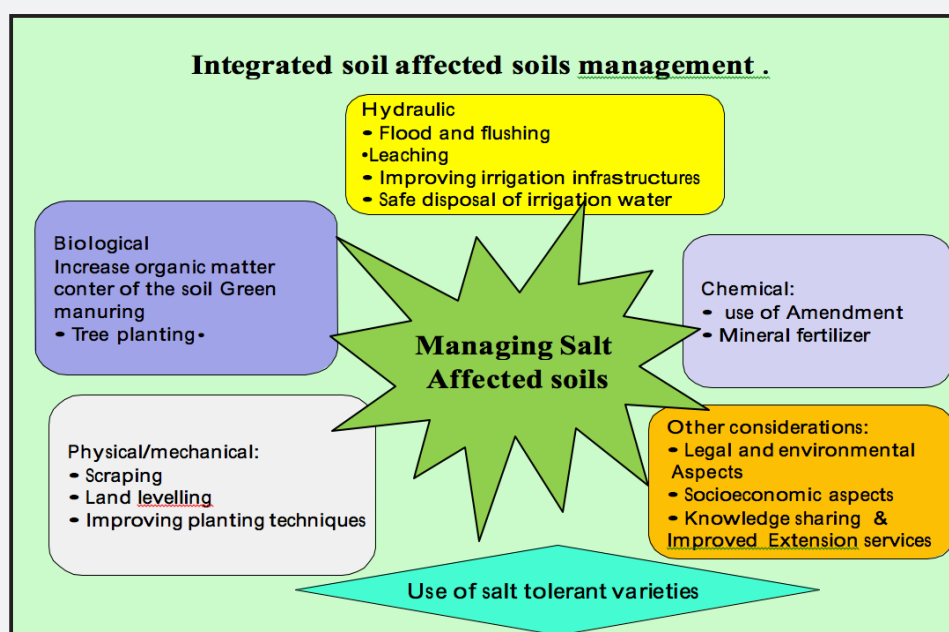 Integrated soil affected soils management .
Hydraulic
• Flood and flushing
•Leaching
• Improving irrigation infrastructures
• Safe disposal of irrigation water
Biological
Increase organic matter
conter of the soil Green
manuring
• Tree planting•
Chemical:
• use of Amendment
• Mineral fertilizer
Managing Salt
Affected soils
Physical/mechanical:
• Scraping
• Land levelling
• Improving planting techniques
Other considerations:
• Legal and environmental
Aspects
• Socioeconomic aspects
• Knowledge sharing &
Improved Extension services
Use of salt tolerant varieties